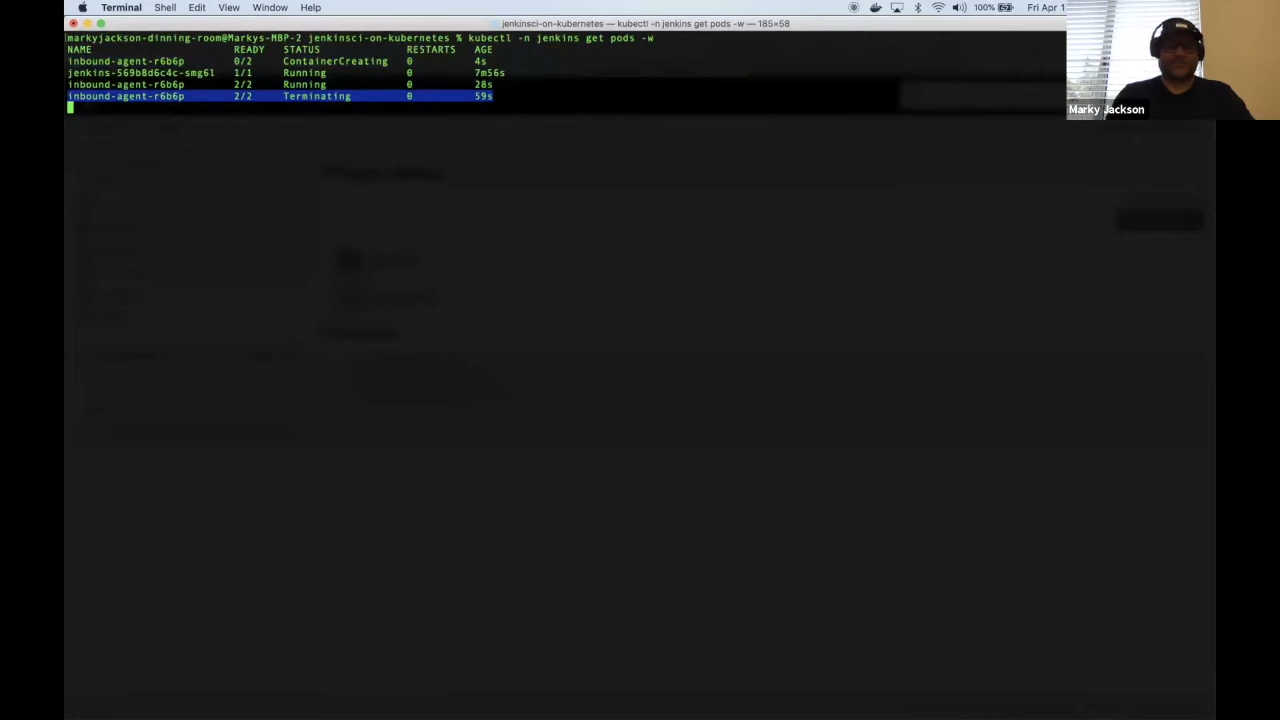 Terminal Shell Edit View Window Help 100% Fri Apr 1
jenkinsci-on-kubernetes — kubectl -n jenkins get pods -w — 185×58
markyjackson-dinning-room@Markys-MBP-2 jenkinsci-on-kubernetes % kubectl -n jenkins get pods -w
NAME READY STATUS RESTARTS AGE
inbound-agent-r6b6p 0/2 ContainerCreating 0 4s
jenkins-569b8d6c4c-smg6l 1/1 Running 0 7m56s
inbound-agent-r6b6p 2/2 Running 0 28s
inbound-agent-r6b6p 2/2 Terminating 0 59s
Marky Jackson